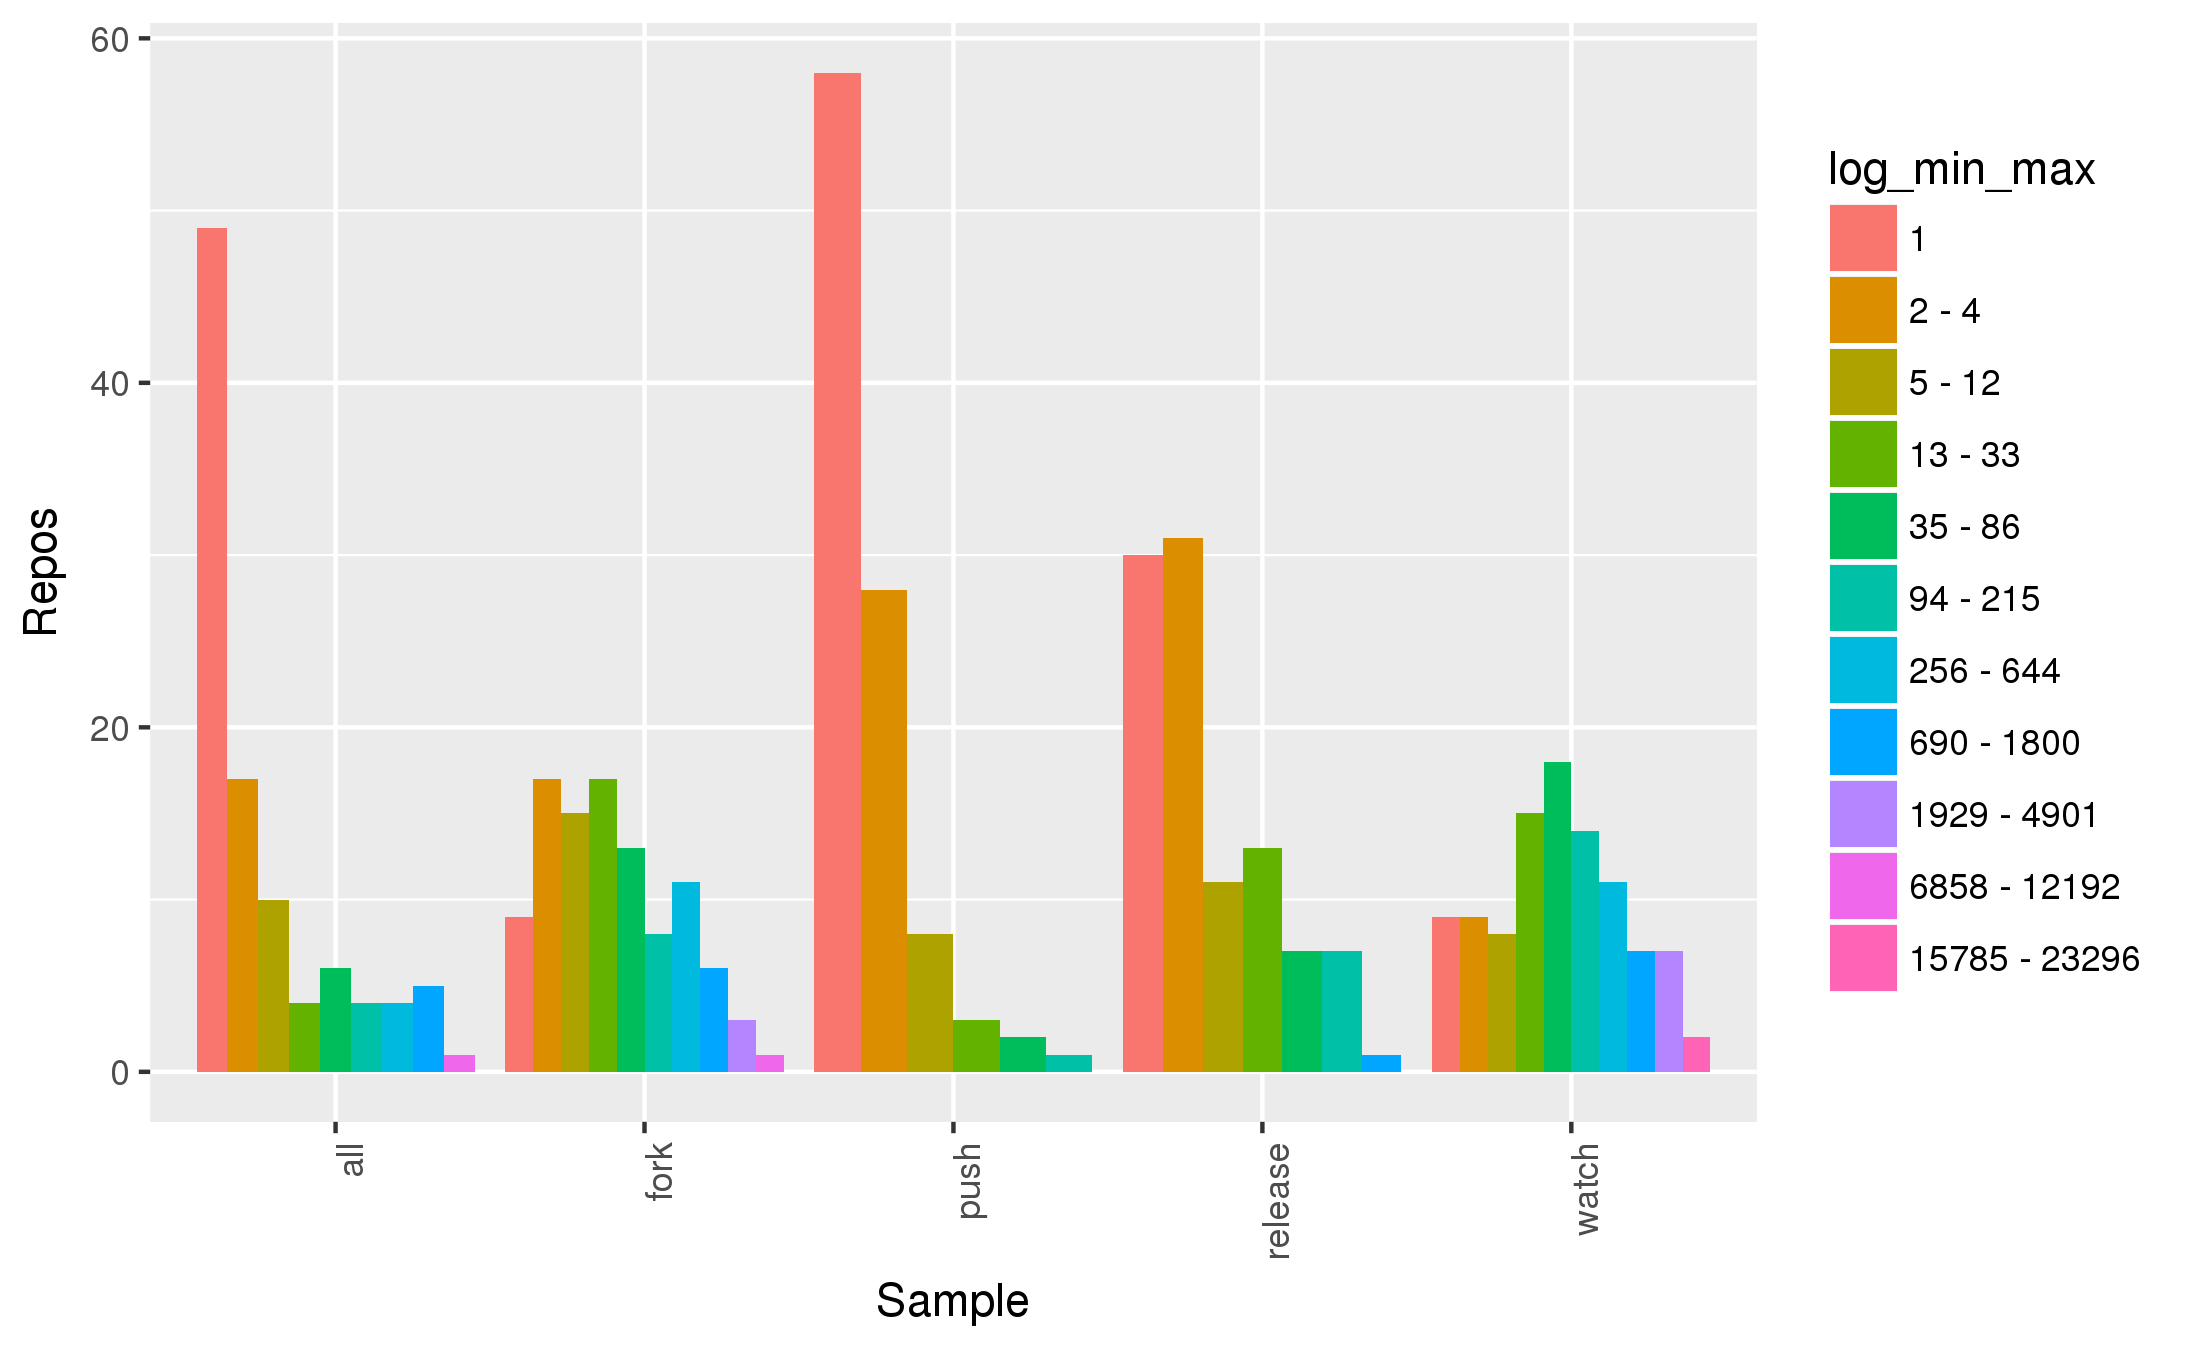 60
40
20
0
Repos
all
fork
push
release
watch
Sample
log_min_max
1
2 - 4
5 - 12
13 - 33
35 - 86
94 - 215
256 - 644
690 - 1800
1929 - 4901
6858 - 12192
15785 - 23296